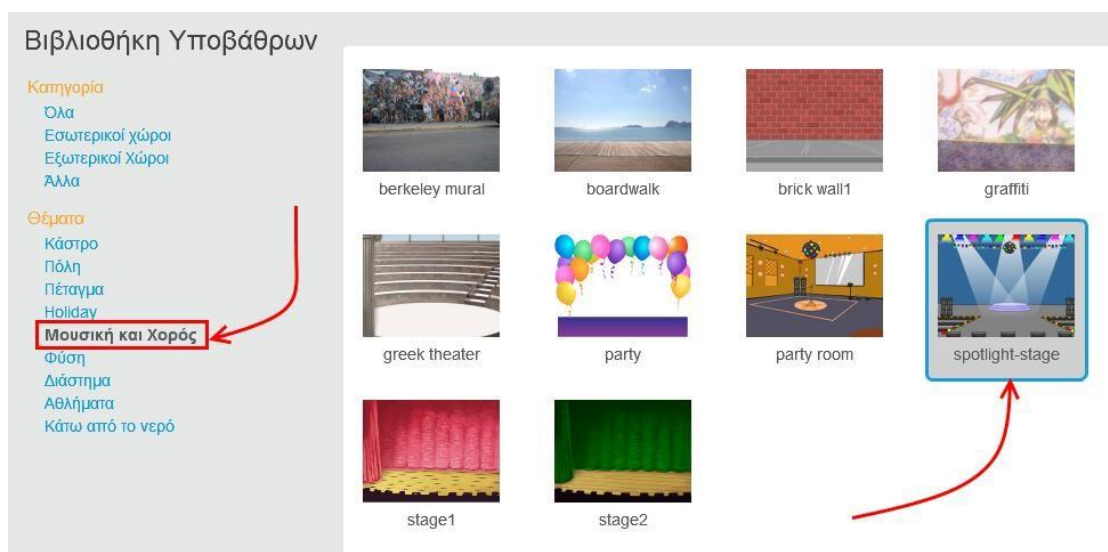 Βιβλιοθήκη Υποβάθρων
Κατηγορία
Όλα
Εσωτερικοί χώροι
Εξωτερικοί Χώροι
Άλλα
Θέματα
Κάστρο
Πόλη
Πέταγμα
Holiday
Μουσική και Χορός
Φύση
Διάστημα
Αθλήματα
Κάτω από το νερό
berkeley mural
boardwalk
brick wall1
graffiti
greek theater
party
party room
spotlight-stage
stage1
stage2